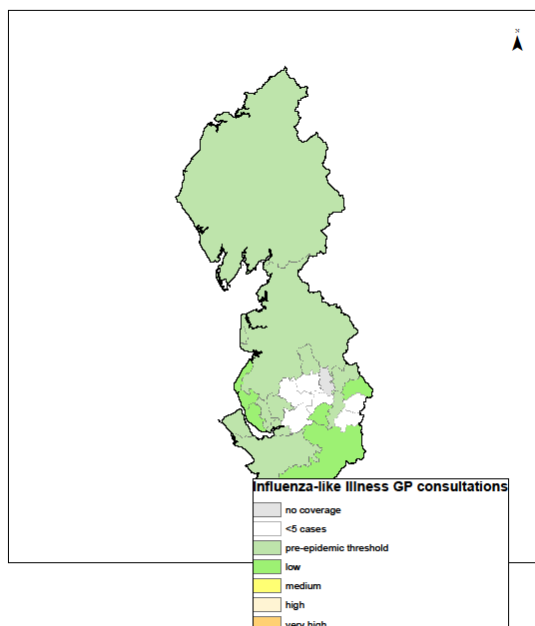 N
Influenza-like Illness GP consultations
no coverage
<5 cases
pre-epidemic threshold
low
medium
high
very high